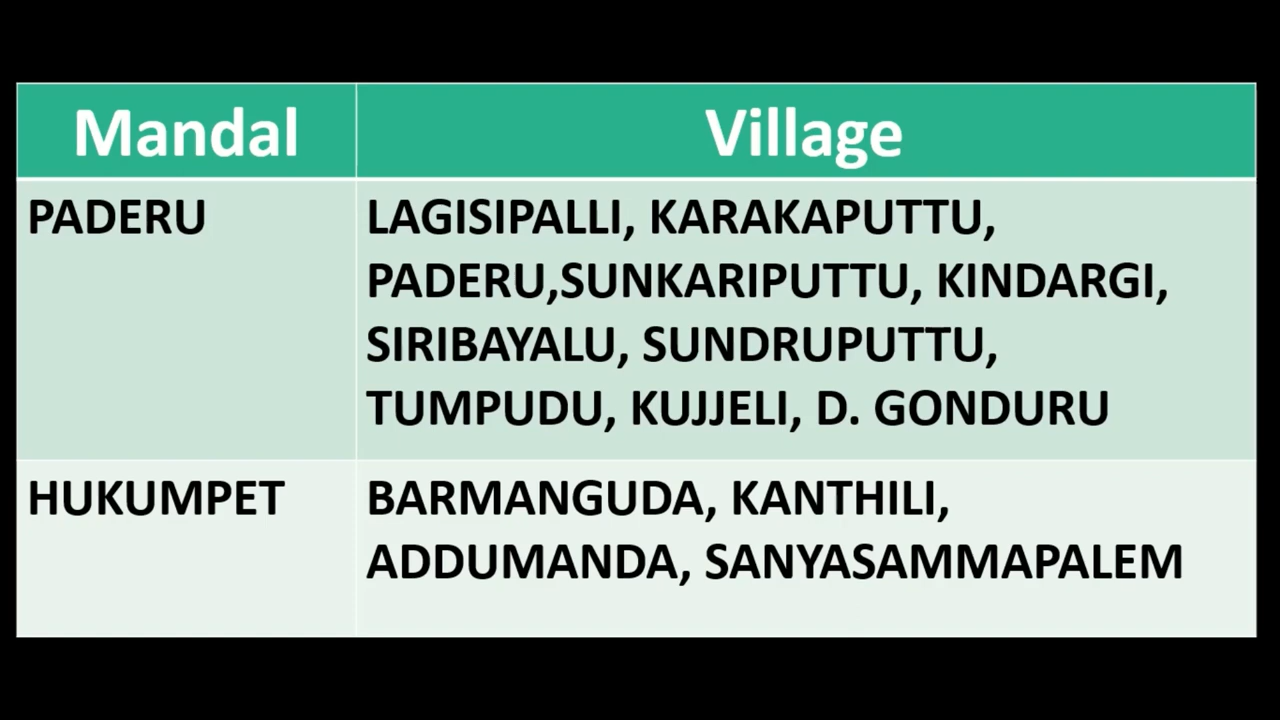 Mandal Village
PADERU LAGISIPALLI, KARAKAPUTTU,
PADERU,SUNKARIPUTTU, KINDARGI,
SIRIBAYALU, SUNDRUPUTTU,
TUMPUDU, KUJJELI, D. GONDURU
HUKUMPET BARMANGUDA, KANTHILI,
ADDUMANDA, SANYASAMMAPALEM